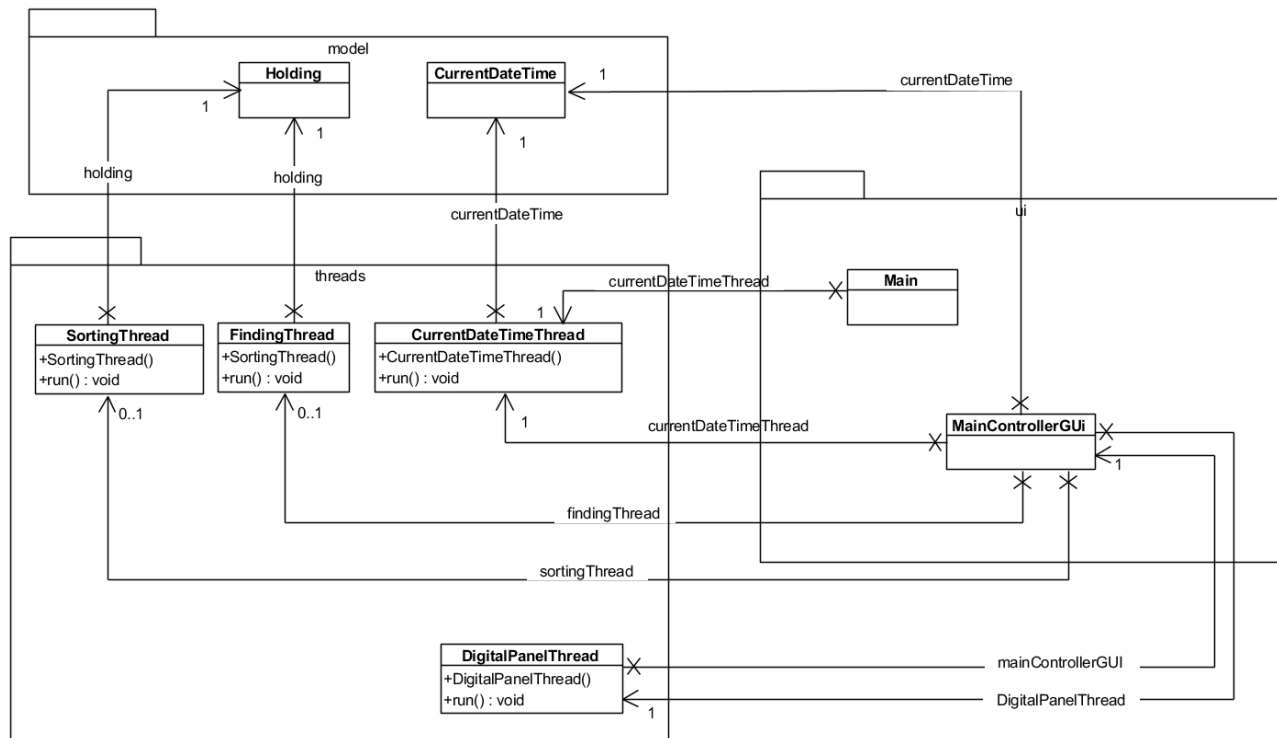 model
Holding
CurrentDateTime
1
currentDateTime
1
1
1
holding
holding
currentDateTime
ui
threads
currentDateTimeThread
Main
1
SortingThread
+SortingThread()
+run() : void
FindingThread
+SortingThread()
+run() : void
CurrentDateTimeThread
+CurrentDateTimeThread()
+run() : void
0..1
0..1
1
currentDateTimeThread
MainControllerGUi
1
findingThread
sortingThread
DigitalPanelThread
+DigitalPanelThread()
+run() : void
mainControllerGUI
DigitalPanelThread
1